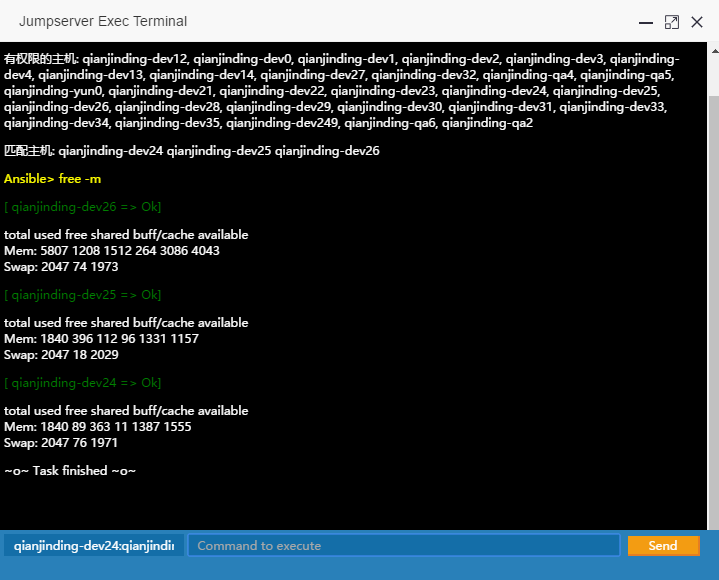 Jumpserver Exec Terminal
有权限的主机: qianjinding-dev12, qianjinding-dev0, qianjinding-dev1, qianjinding-dev2, qianjinding-dev3, qianjinding-
dev4, qianjinding-dev13, qianjinding-dev14, qianjinding-dev27, qianjinding-dev32, qianjinding-qa4, qianjinding-qa5,
qianjinding-yun0, qianjinding-dev21, qianjinding-dev22, qianjinding-dev23, qianjinding-dev24, qianjinding-dev25,
qianjinding-dev26, qianjinding-dev28, qianjinding-dev29, qianjinding-dev30, qianjinding-dev31, qianjinding-dev33,
qianjinding-dev34, qianjinding-dev35, qianjinding-dev249, qianjinding-qa6, qianjinding-qa2
匹配主机: qianjinding-dev24 qianjinding-dev25 qianjinding-dev26
Ansible> free -m
[ qianjinding-dev26 => Ok]
total used free shared buff/cache available
Mem: 5807 1208 1512 264 3086 4043
Swap: 2047 74 1973
[ qianjinding-dev25 => Ok]
total used free shared buff/cache available
Mem: 1840 396 112 96 1331 1157
Swap: 2047 18 2029
[ qianjinding-dev24 => Ok]
total used free shared buff/cache available
Mem: 1840 89 363 11 1387 1555
Swap: 2047 76 1971
~o~ Task finished ~o~
qianjinding-dev24:qianjindin
Command to execute
Send